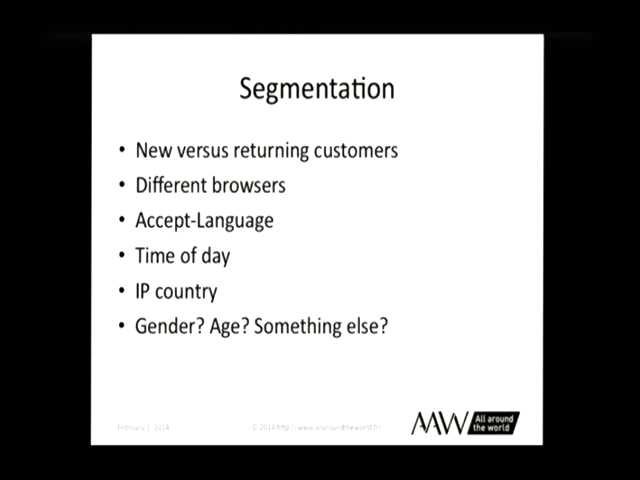 Segmentation
• New versus returning customers
• Different browsers
• Accept-Language
• Time of day
• IP country
• Gender? Age? Something else?
February 1, 2014
© 2014 http://www.allaroundtheworld.fr/
AAW All around
the world